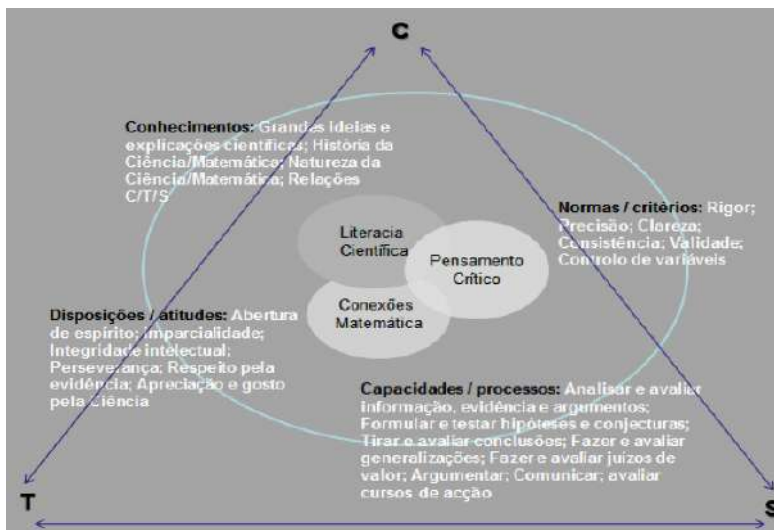 C
Conhecimentos: Grandes ideias e
explicações científicas; História da
Ciência/Matemática; Natureza da
Ciência/Matemática; Relações
C/T/S
Normas / critérios: Rigor;
Precisão; Clareza;
Consistência; Validade;
Controlo de variáveis
Literacia
Científica
Pensamento
Crítico
Conexões
Matemática
Disposições / atitudes: Abertura
de espírito; Imparcialidade;
Integridade intelectual;
Perseverança; Respeito pela
evidência; Apreciação e gosto
pela Ciência
Capacidades / processos: Analisar e avaliar
informação, evidência e argumentos;
Formular e testar hipóteses e conjecturas;
Tirar e avaliar conclusões; Fazer e avaliar
generalizações; Fazer e avaliar juízos de
valor; Argumentar; Comunicar; avaliar
cursos de acção
T
S